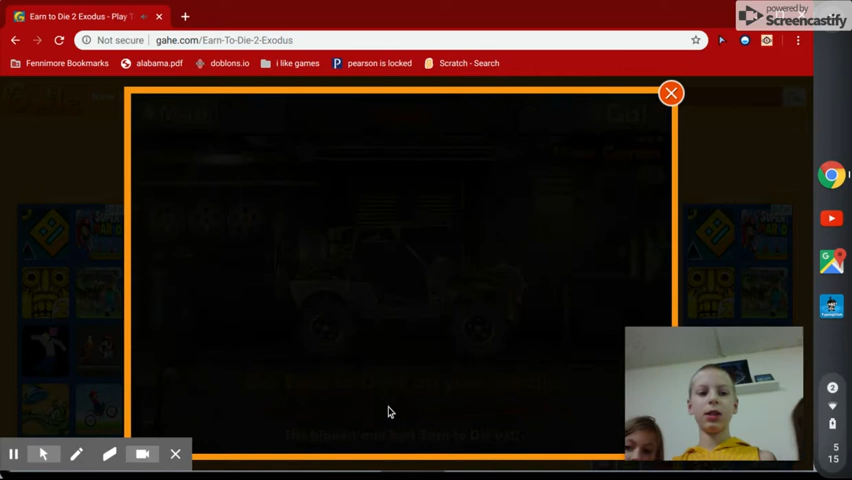 powered by
Screencastify
Earn to Die 2 Exodus - Play T
Not secure
gahe.com/Earn-To-Die-2-Exodus
Fennimore Bookmarks
alabama.pdf
doblons.io
i like games
pearson is locked
Scratch - Search
Go!
2
5
15